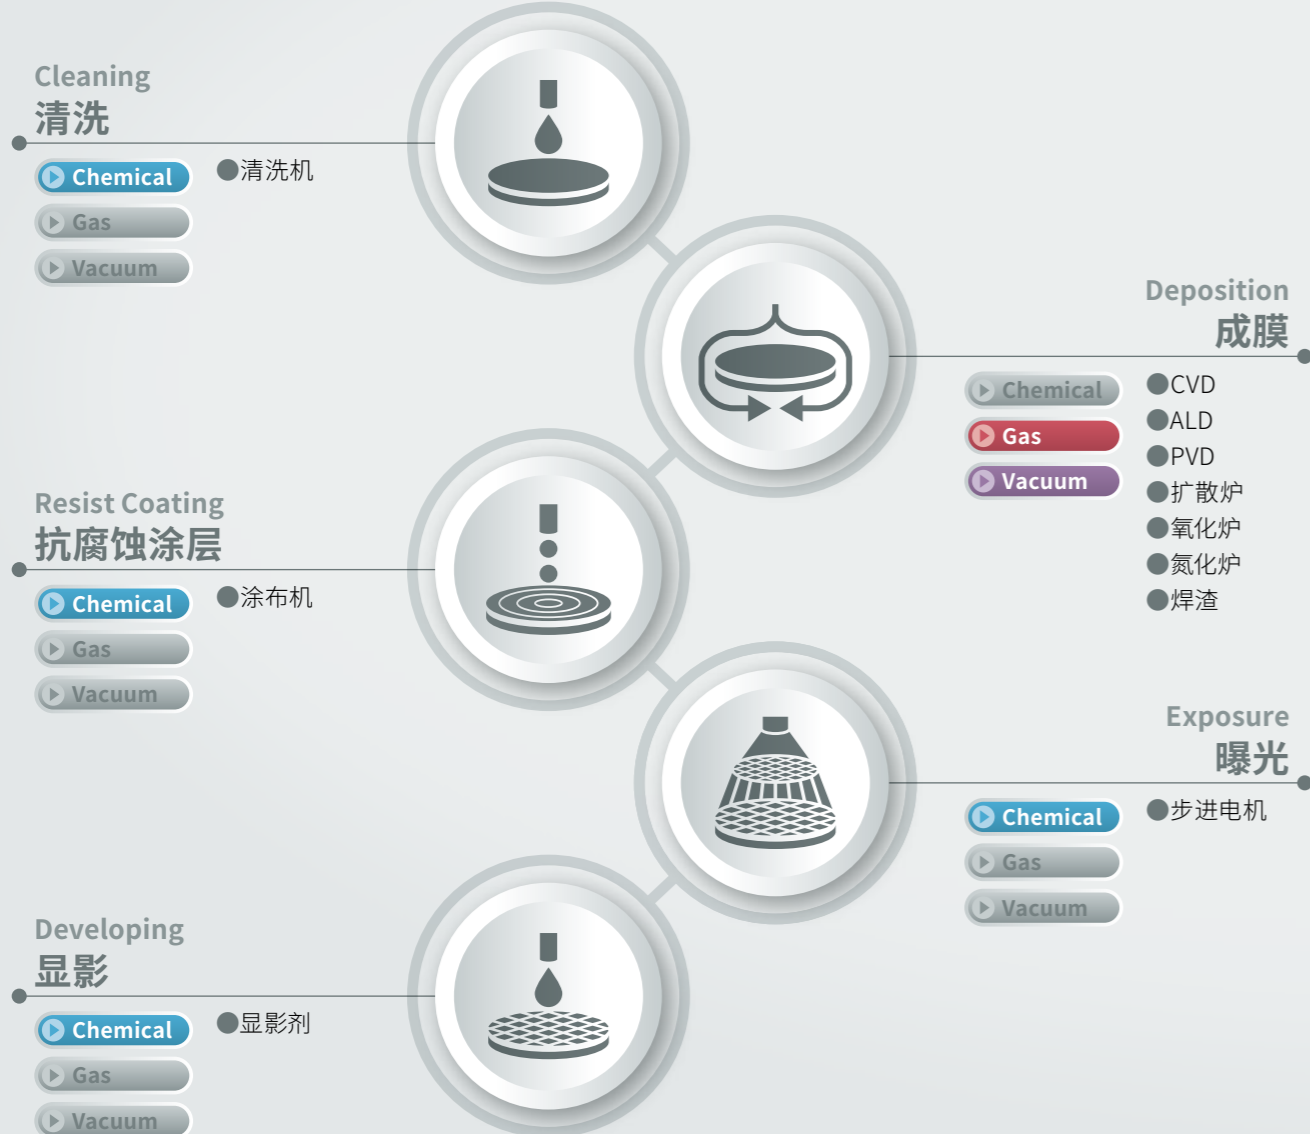 Cleaning
清洗
Chemical
●清洗机
Gas
Vacuum
Deposition
成膜
Chemical
Gas
Vacuum
●CVD
●ALD
●PVD
●扩散炉
●氧化炉
●氮化炉
●焊渣
Resist Coating
抗腐蚀涂层
Chemical
●涂布机
Gas
Vacuum
Exposure
曝光
Chemical
●步进电机
Gas
Vacuum
Developing
显影
Chemical
●显影剂
Gas
Vacuum